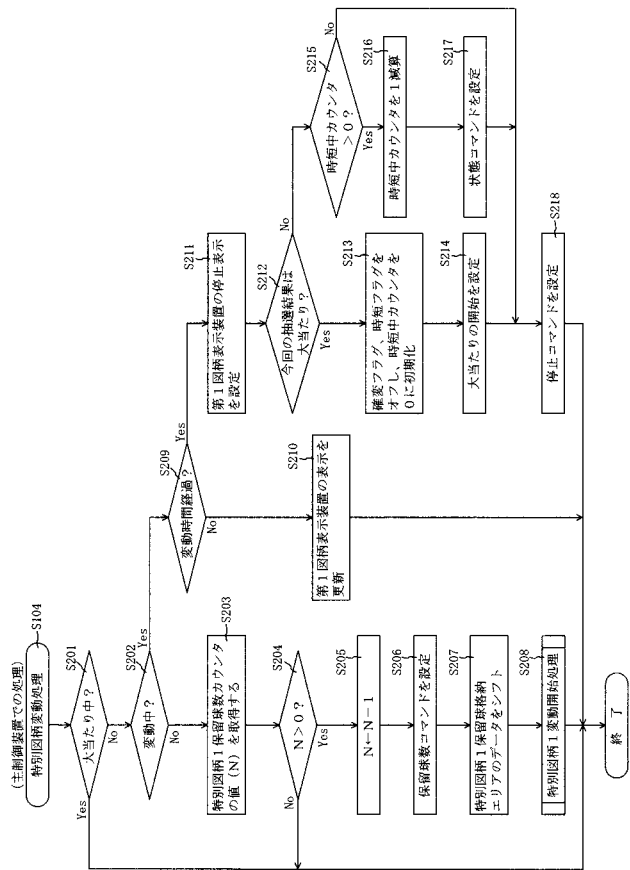 (主制御装置での処理)
特別図柄変動処理
S104
S201
大当たり中？
Yes
No
S202
変動中？
Yes
No
S203
特別図柄1保留球数カウンタ
の値（N）を取得する
S204
N＞0？
No
Yes
S205
N←N－1
S206
保留球数コマンドを設定
S207
特別図柄1保留球格納
エリアのデータをシフト
S208
特別図柄1変動開始処理
終 了
S209
変動時間経過？
Yes
No
S210
第1図柄表示装置の表示を
更新
S211
第1図柄表示装置の停止表示
を設定
S212
今回の抽選結果は
大当たり？
No
Yes
S213
確変フラグ、時短フラグを
オフし、時短中カウンタを
0に初期化
S214
大当たりの開始を設定
S215
時短中カウンタ
＞0？
No
Yes
S216
時短中カウンタを1減算
S217
状態コマンドを設定
S218
停止コマンドを設定